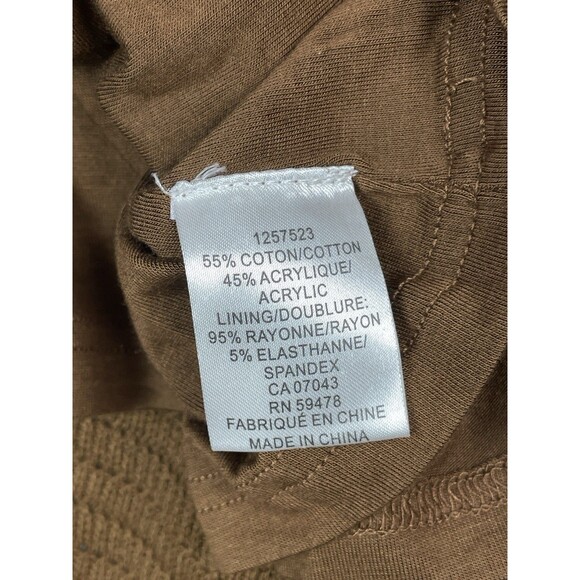 1257523
55% COTON/COTTON
45% ACRYLIQUE/
ACRYLIC
LINING/DOUBLURE:
95% RAYONNE/RAYON
5% ELASTHANNE/
SPANDEX
CA 07043
RN 59478
FABRIQUÉ EN CHINE
MADE IN CHINA